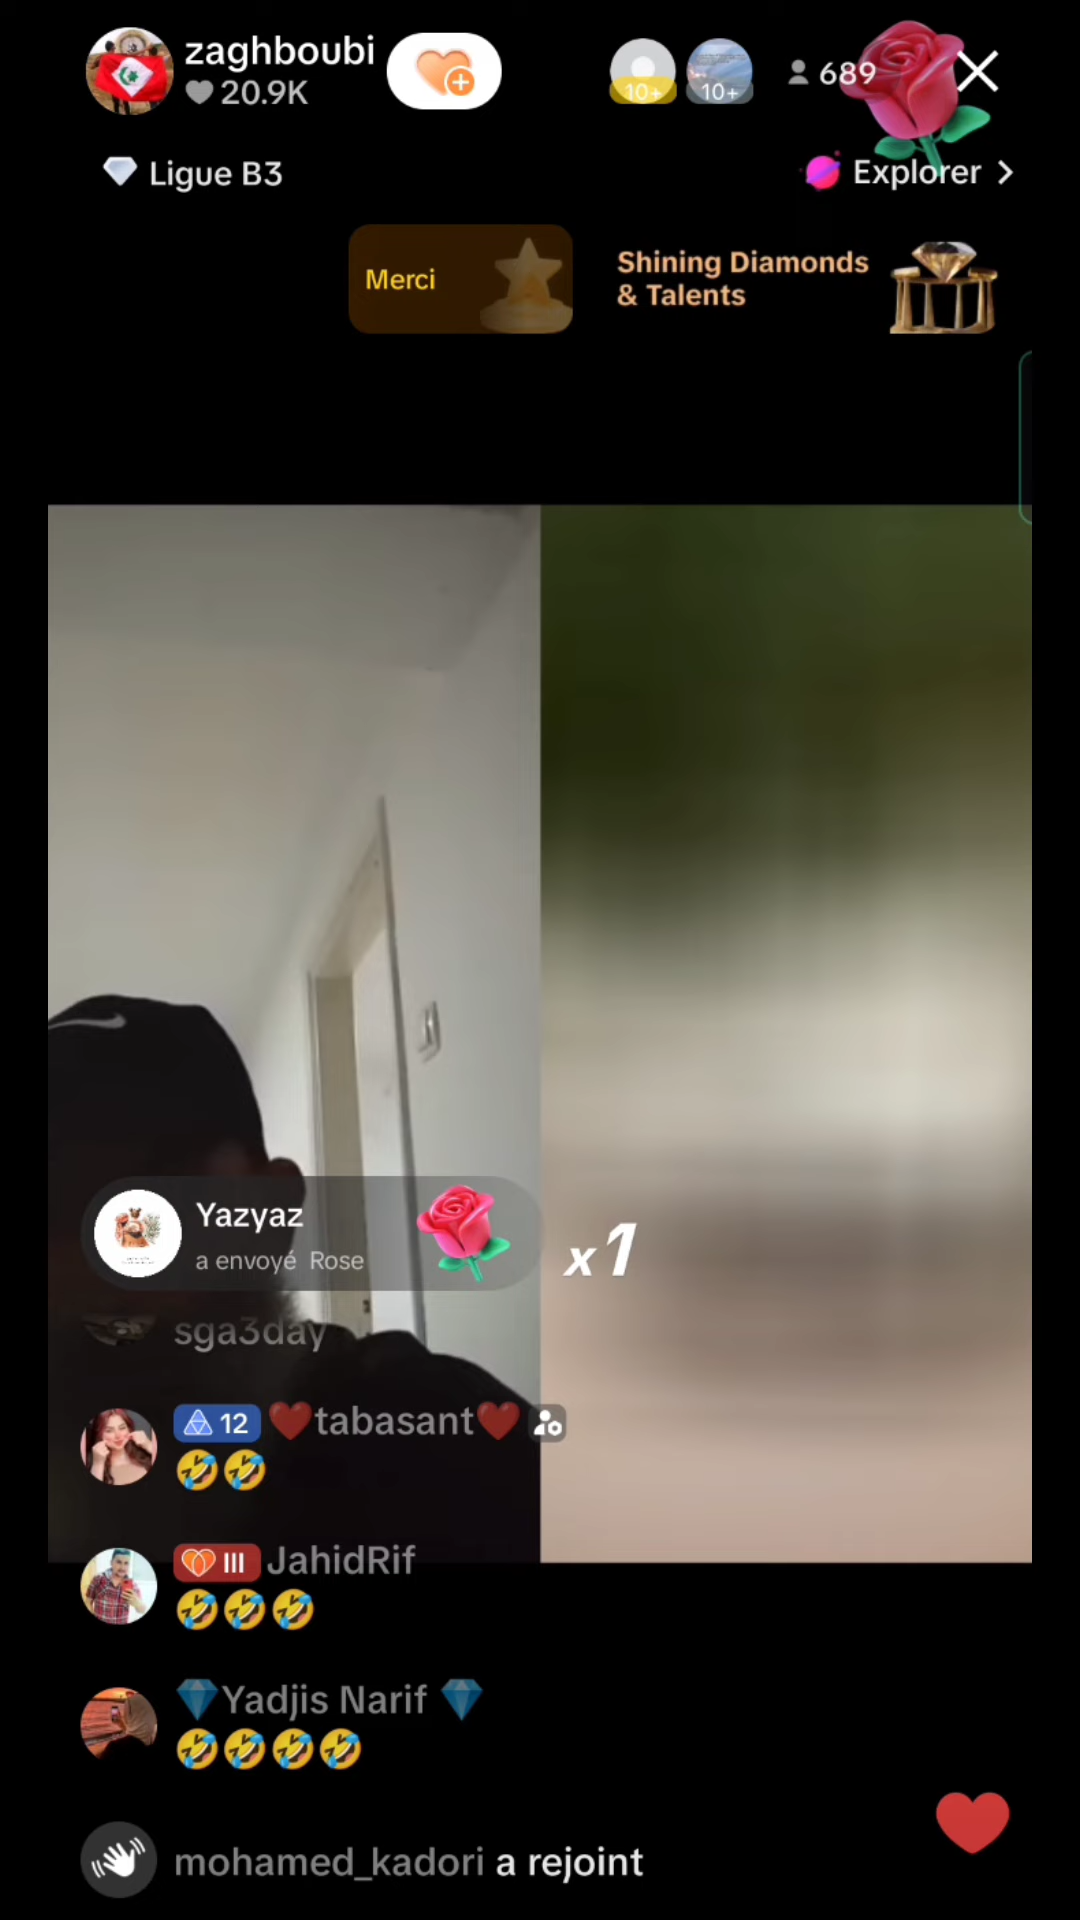 zaghboubi
20.9K
10+
10+
689
Ligue B3
Explorer
Merci
Shining Diamonds
& Talents
Yazyaz
a envoyé Rose
x1
sga3day
12 tabasant
III JahidRif
Yadjis Narif
mohamed_kadori a rejoint